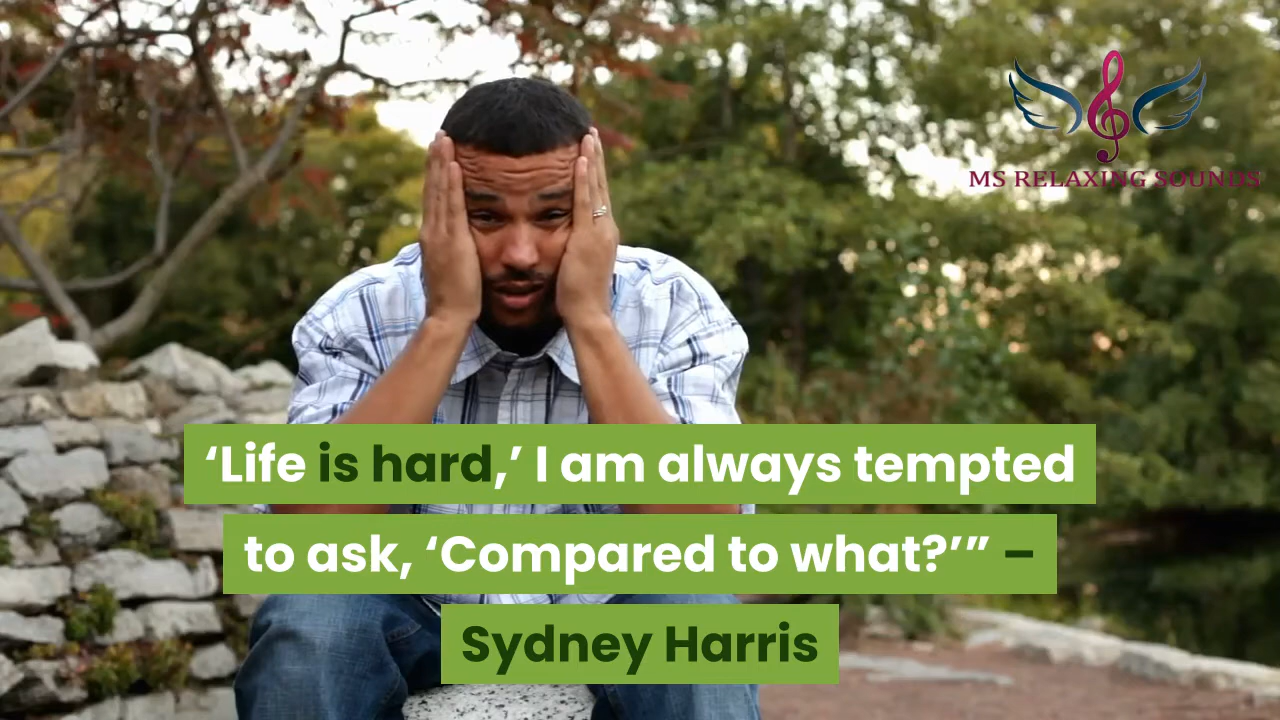 MS RELAXING SOUNDS
‘Life is hard,’ I am always tempted
to ask, ‘Compared to what?’” –
Sydney Harris